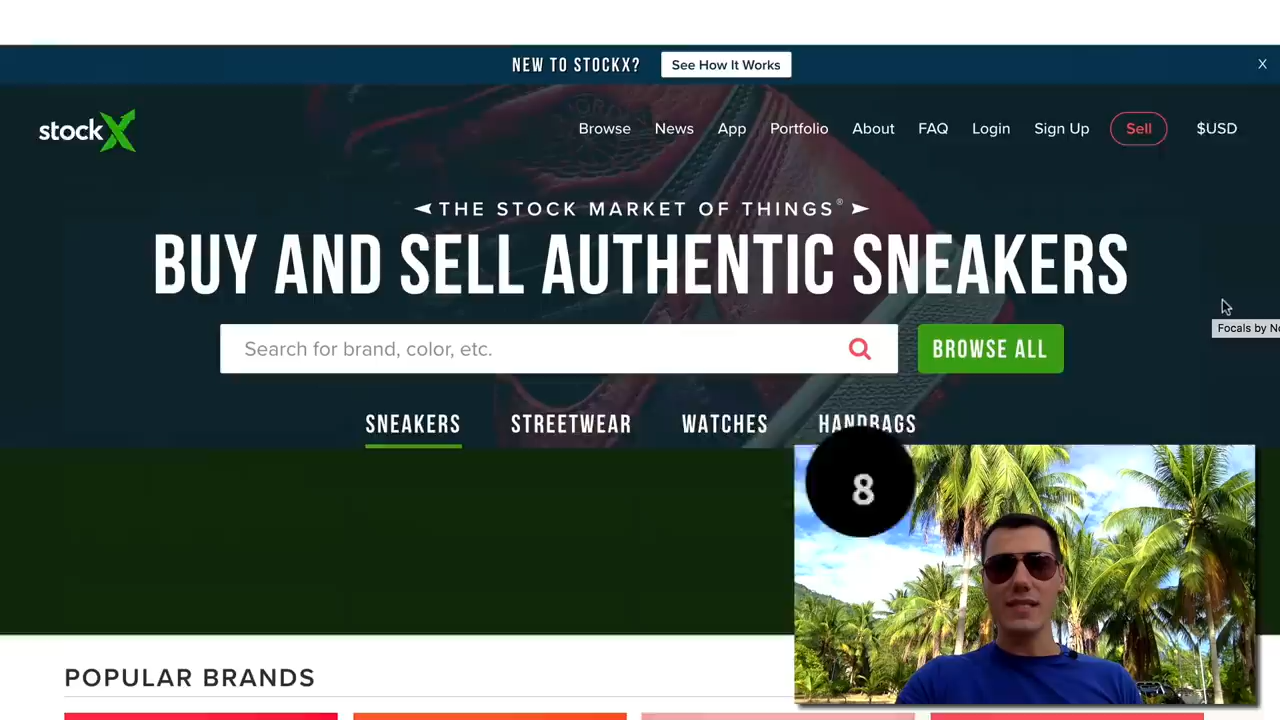 NEW TO STOCKX? See How It Works X
stockX Browse News App Portfolio About FAQ Login Sign Up Sell $USD
THE STOCK MARKET OF THINGS®
BUY AND SELL AUTHENTIC SNEAKERS
Search for brand, color, etc. BROWSE ALL
Focals by
SNEAKERS STREETWEAR WATCHES HANDBAGS
8
POPULAR BRANDS